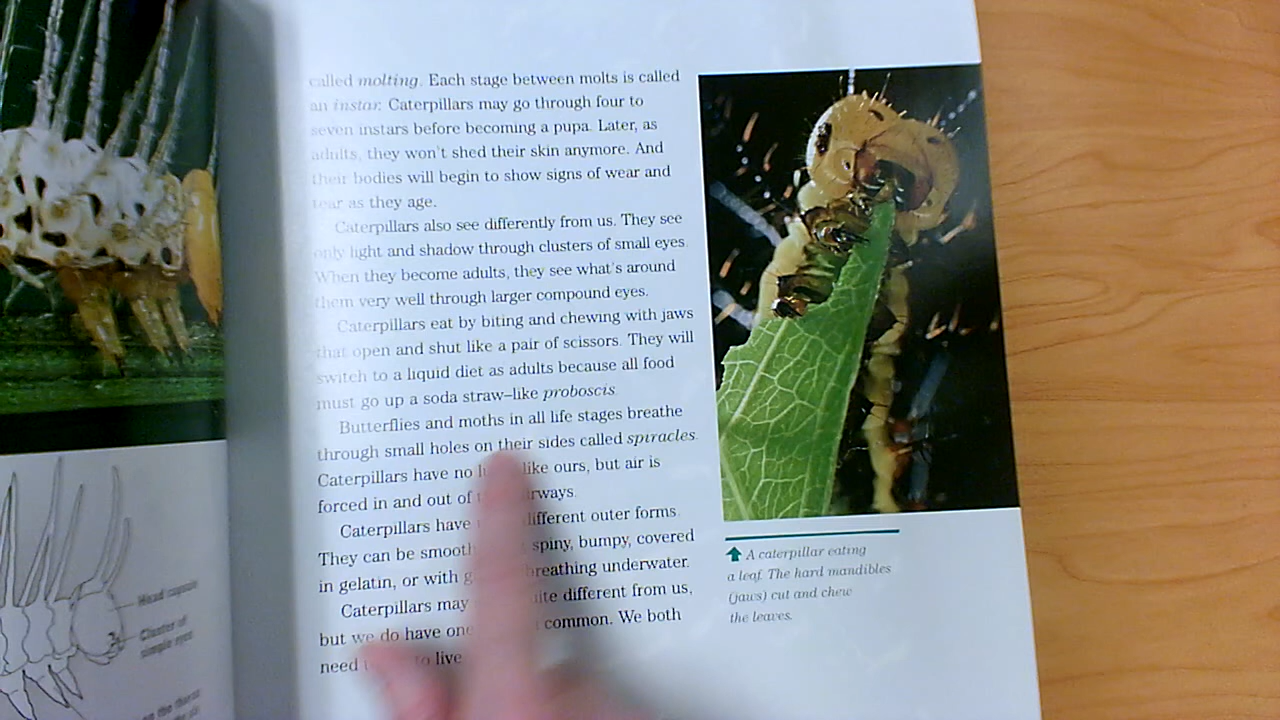 called molting. Each stage between molts is called
an instar. Caterpillars may go through four to
seven instars before becoming a pupa. Later, as
adults, they won't shed their skin anymore. And
their bodies will begin to show signs of wear and
tear as they age.
Caterpillars also see differently from us. They see
only light and shadow through clusters of small eyes.
When they become adults, they see what's around
them very well through larger compound eyes.
Caterpillars eat by biting and chewing with jaws
that open and shut like a pair of scissors. They will
switch to a liquid diet as adults because all food
must go up a soda straw–like proboscis.
Butterflies and moths in all life stages breathe
through small holes on their sides called spiracles.
Caterpillars have no like ours, but air is
forced in and out of airways.
Caterpillars have different outer forms.
They can be smooth spiny, bumpy, covered
in gelatin, or with breathing underwater.
Caterpillars may quite different from us,
but we do have one common. We both
need to live
A caterpillar eating
a leaf. The hard mandibles
(jaws) cut and chew
the leaves.
Head capsule
Cluster of
simple eyes